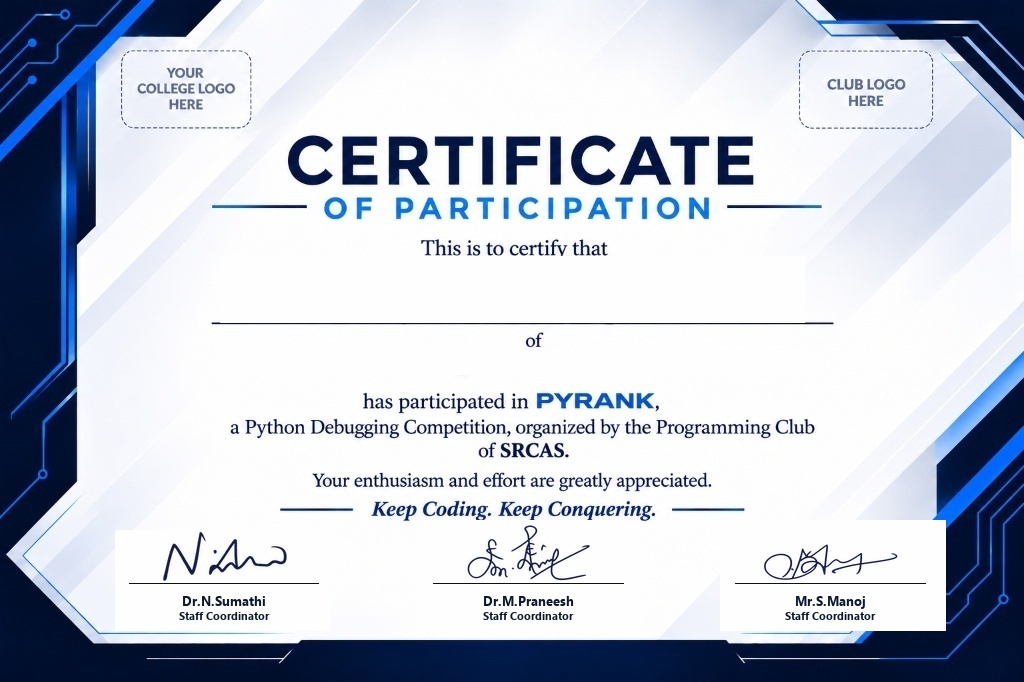 YOUR
COLLEGE LOGO
HERE
CLUB LOGO
HERE
CERTIFICATE
OF PARTICIPATION
This is to certify that
of
has participated in PYRANK,
a Python Debugging Competition, organized by the Programming Club
of SRCAS.
Your enthusiasm and effort are greatly appreciated.
Keep Coding. Keep Conquering.
Dr.N.Sumathi
Staff Coordinator
Dr.M.Praneesh
Staff Coordinator
Mr.S.Manoj
Staff Coordinator